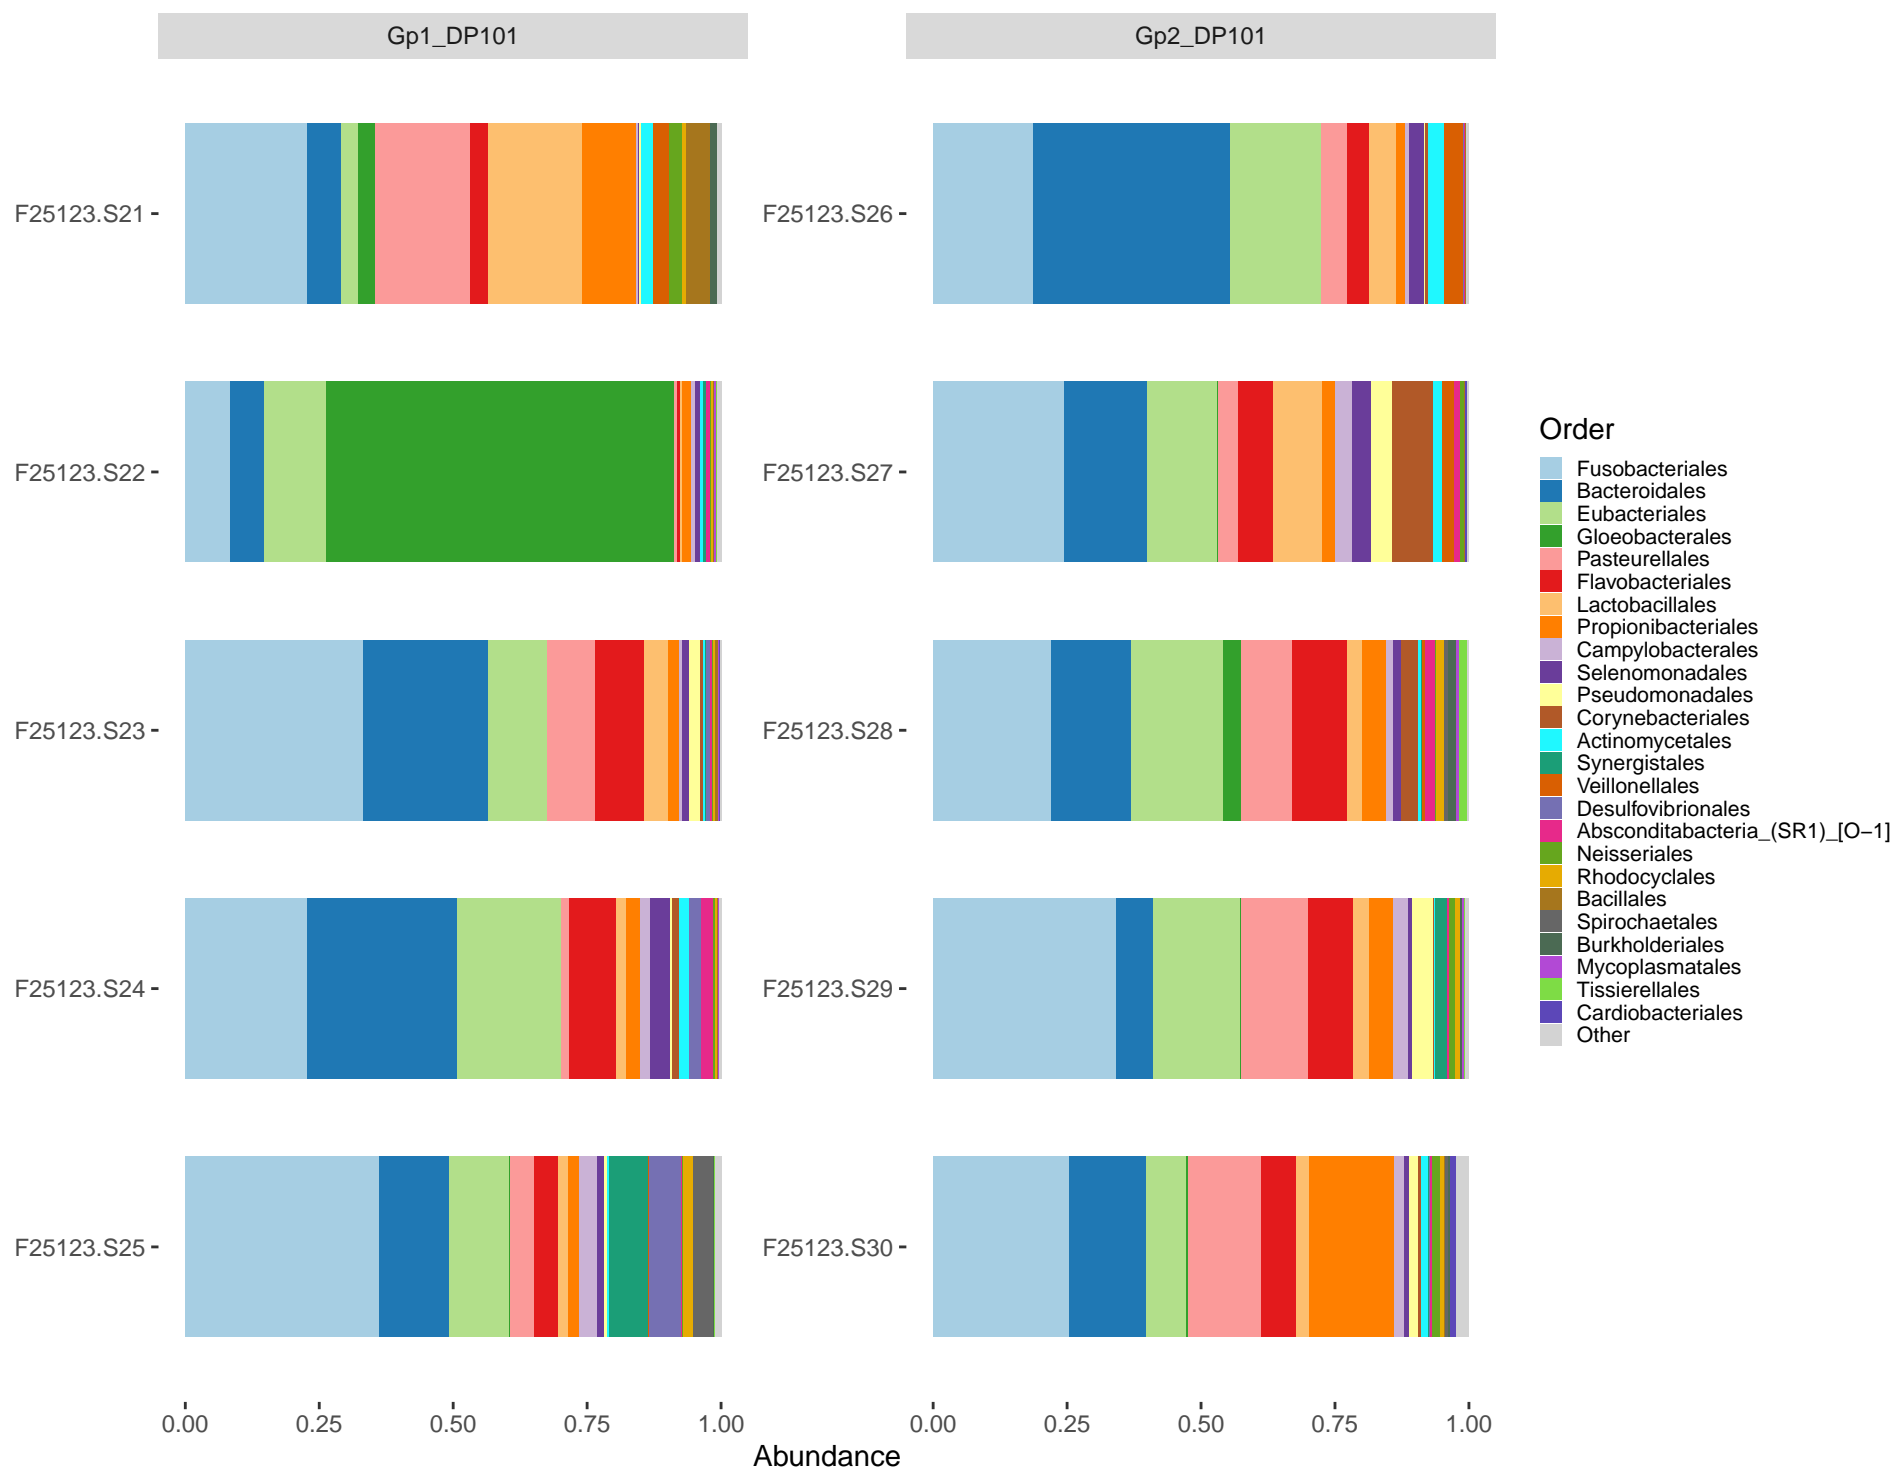 Gp1_DP101
Gp2_DP101
F25123.S21
F25123.S26
F25123.S22
F25123.S27
F25123.S23
F25123.S28
F25123.S24
F25123.S29
F25123.S25
F25123.S30
0.00 0.25 0.50 0.75 1.00
0.00 0.25 0.50 0.75 1.00
Abundance
Order
Fusobacteriales
Bacteroidales
Eubacteriales
Gloeobacterales
Pasteurellales
Flavobacteriales
Lactobacillales
Propionibacteriales
Campylobacterales
Selenomonadales
Pseudomonadales
Corynebacteriales
Actinomycetales
Synergistales
Veillonellales
Desulfovibrionales
Absconditabacteria_(SR1)_[O−1]
Neisseriales
Rhodocyclales
Bacillales
Spirochaetales
Burkholderiales
Mycoplasmatales
Tissierellales
Cardiobacteriales
Other